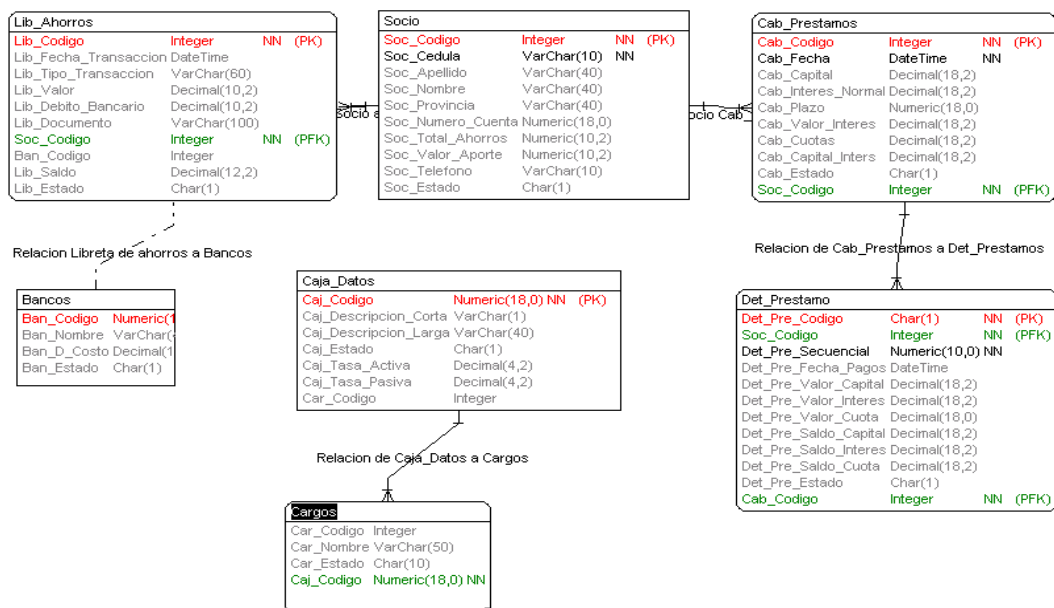 Lib_Ahorros
Lib_Codigo Integer NN (PK)
Lib_Fecha_Transaccion DateTime
Lib_Tipo_Transaccion VarChar(60)
Lib_Valor Decimal(10,2)
Lib_Debito_Bancario Decimal(10,2)
Lib_Documento VarChar(100)
Soc_Codigo Integer NN (PFK)
Ban_Codigo Integer
Lib_Saldo Decimal(12,2)
Lib_Estado Char(1)
Socio a
Socio
Soc_Codigo Integer NN (PK)
Soc_Cedula VarChar(10) NN
Soc_Apellido VarChar(40)
Soc_Nombre VarChar(40)
Soc_Provincia VarChar(40)
Soc_Numero_Cuenta Numeric(18,0)
Soc_Total_Ahorros Numeric(10,2)
Soc_Valor_Aporte Numeric(10,2)
Soc_Telefono VarChar(10)
Soc_Estado Char(1)
ocio Cab_
Cab_Prestamos
Cab_Codigo Integer NN (PK)
Cab_Fecha DateTime NN
Cab_Capital Decimal(18,2)
Cab_Interes_Normal Decimal(18,2)
Cab_Plazo Numeric(18,0)
Cab_Valor_Interes Decimal(18,2)
Cab_Cuotas Decimal(18,2)
Cab_Capital_Inters Decimal(18,2)
Cab_Estado Char(1)
Soc_Codigo Integer NN (PFK)
Relacion Libreta de ahorros a Bancos
Relacion de Cab_Prestamos a Det_Prestamos
Bancos
Ban_Codigo Numeric(1
Ban_Nombre VarChar(
Ban_D_Costo Decimal(1
Ban_Estado Char(1)
Caja_Datos
Caj_Codigo Numeric(18,0) NN (PK)
Caj_Descripcion_Corta VarChar(1)
Caj_Descripcion_Larga VarChar(40)
Caj_Estado Char(1)
Caj_Tasa_Activa Decimal(4,2)
Caj_Tasa_Pasiva Decimal(4,2)
Car_Codigo Integer
Det_Prestamo
Det_Pre_Codigo Char(1) NN (PK)
Soc_Codigo Integer NN (PFK)
Det_Pre_Secuencial Numeric(10,0) NN
Det_Pre_Fecha_Pagos DateTime
Det_Pre_Valor_Capital Decimal(18,2)
Det_Pre_Valor_Interes Decimal(18,2)
Det_Pre_Valor_Cuota Decimal(18,0)
Det_Pre_Saldo_Capital Decimal(18,2)
Det_Pre_Saldo_Interes Decimal(18,2)
Det_Pre_Saldo_Cuota Decimal(18,2)
Det_Pre_Estado Char(1)
Cab_Codigo Integer NN (PFK)
Relacion de Caja_Datos a Cargos
Cargos
Car_Codigo Integer
Car_Nombre VarChar(50)
Car_Estado Char(10)
Caj_Codigo Numeric(18,0) NN